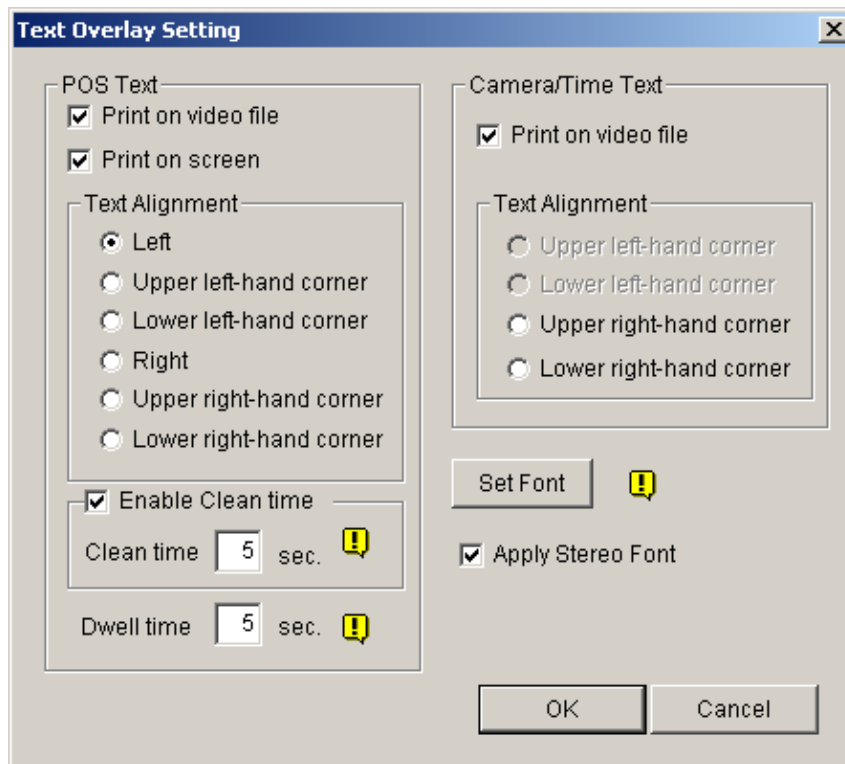 Text Overlay Setting
POS Text
Print on video file
Print on screen
Text Alignment
Left
Upper left-hand corner
Lower left-hand corner
Right
Upper right-hand corner
Lower right-hand corner
Enable Clean time
Clean time 5 sec.
Dwell time 5 sec.
Camera/Time Text
Print on video file
Text Alignment
Upper left-hand corner
Lower left-hand corner
Upper right-hand corner
Lower right-hand corner
Set Font
Apply Stereo Font
OK Cancel